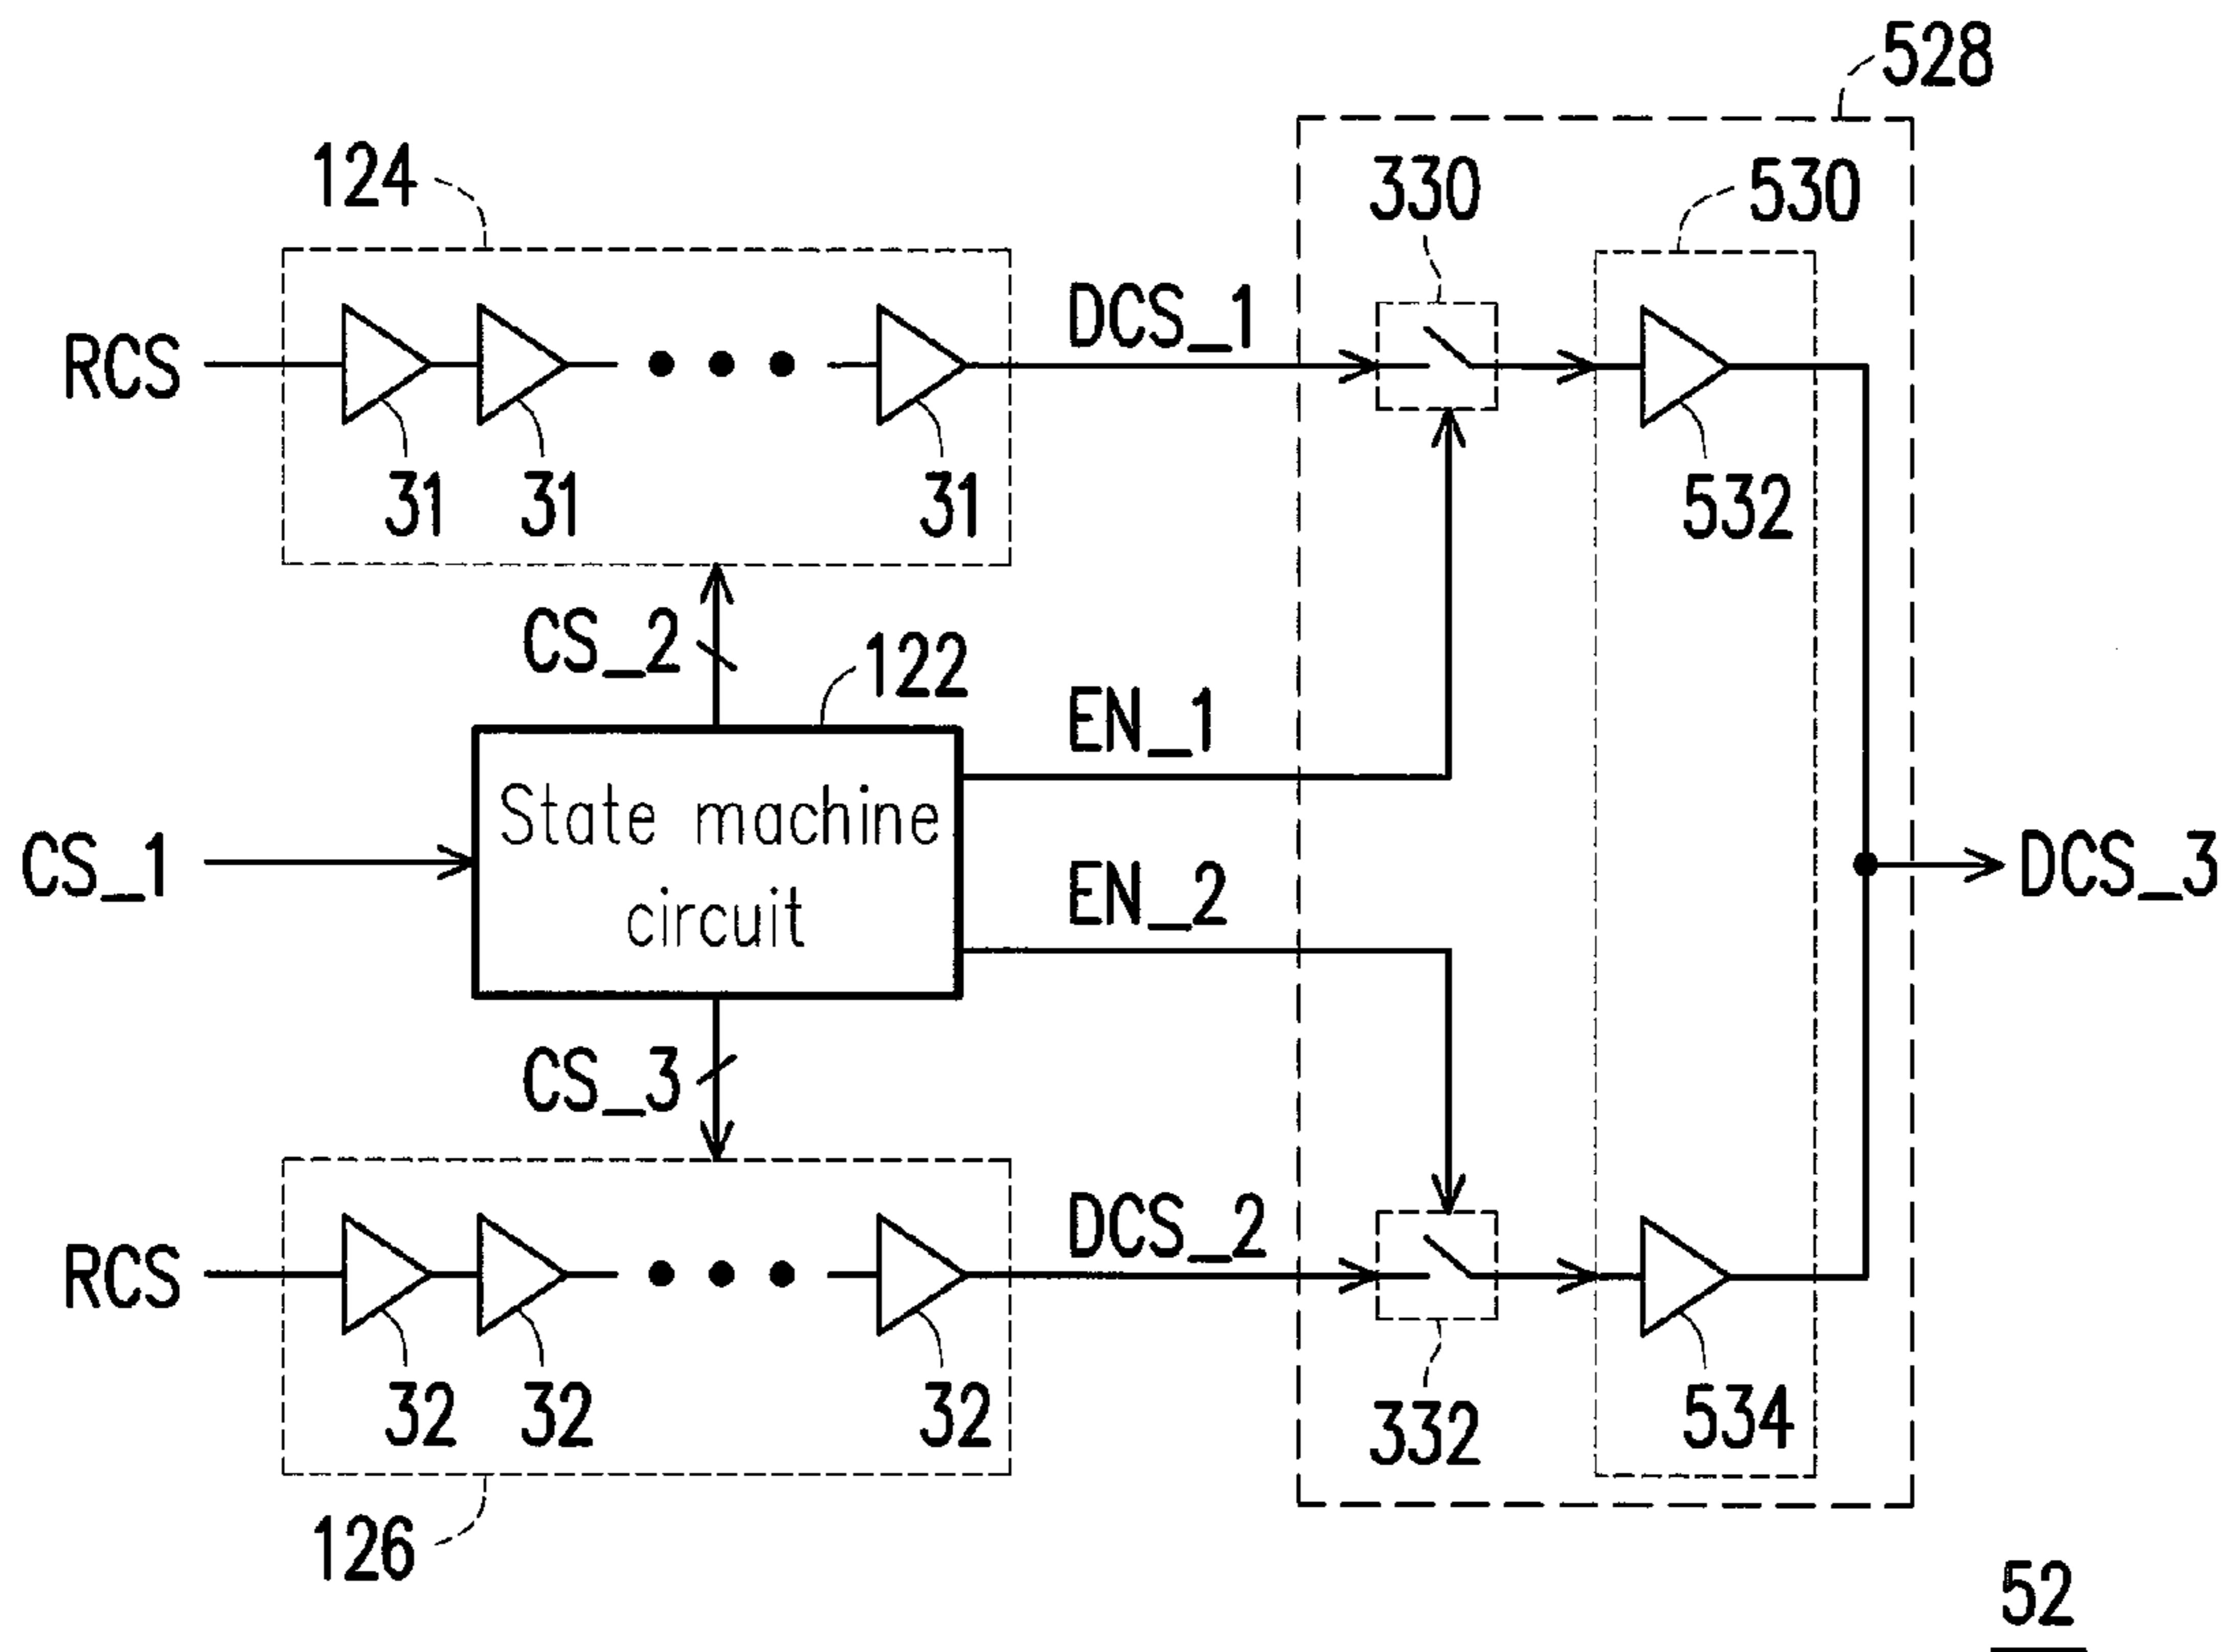 528
124
330
530
DCS_1
RCS
31
31
31
532
CS_2
122
EN_1
State machine
circuit
CS_1
EN_2
DCS_3
CS_3
DCS_2
RCS
32
32
32
332
534
126
52